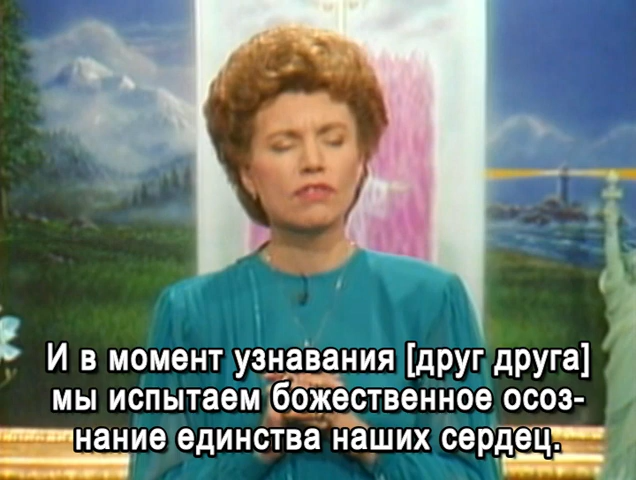 И в момент узнавания [друг друга]
мы испытаем божественное осоз-
нание единства наших сердец.